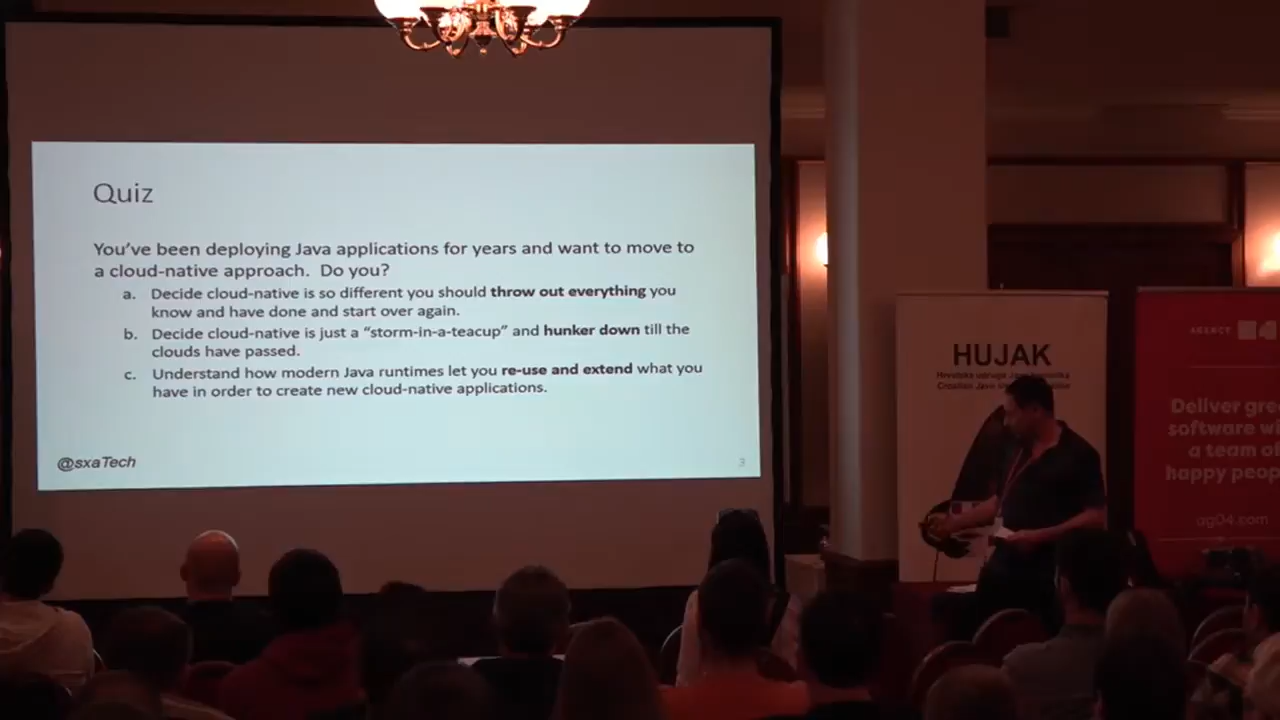 Quiz
You've been deploying Java applications for years and want to move to
a cloud-native approach. Do you?
a. Decide cloud-native is so different you should throw out everything you
know and have done and start over again.
b. Decide cloud-native is just a “storm-in-a-teacup” and hunker down till the
clouds have passed.
c. Understand how modern Java runtimes let you re-use and extend what you
have in order to create new cloud-native applications.
@sxaTech
3
HUJAK
Hrvatska udruga
Croatian Java
AGENCY
Deliver
software
a team
happy
ag04.com